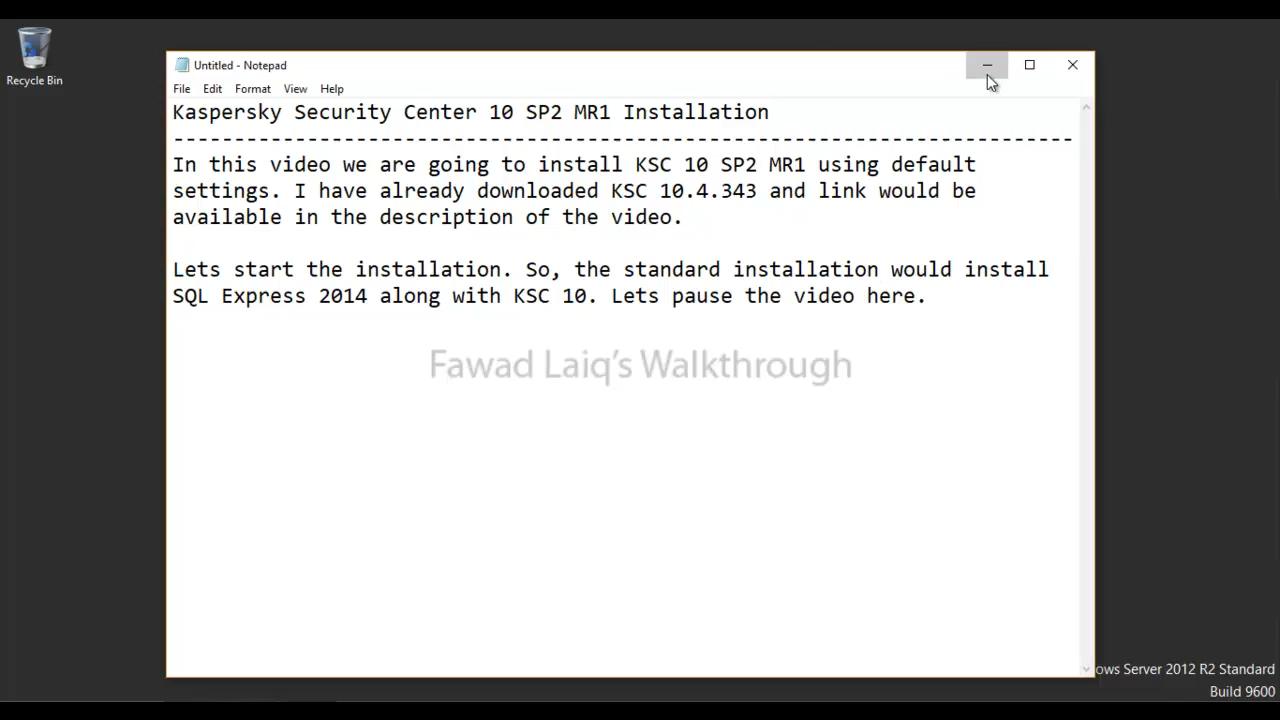 Recycle Bin
Untitled - Notepad
File Edit Format View Help
Kaspersky Security Center 10 SP2 MR1 Installation
--------------------------------------------------------------------------
In this video we are going to install KSC 10 SP2 MR1 using default
settings. I have already downloaded KSC 10.4.343 and link would be
available in the description of the video.
Lets start the installation. So, the standard installation would install
SQL Express 2014 along with KSC 10. Lets pause the video here.
Fawad Laiq's Walkthrough
ows Server 2012 R2 Standard
Build 9600